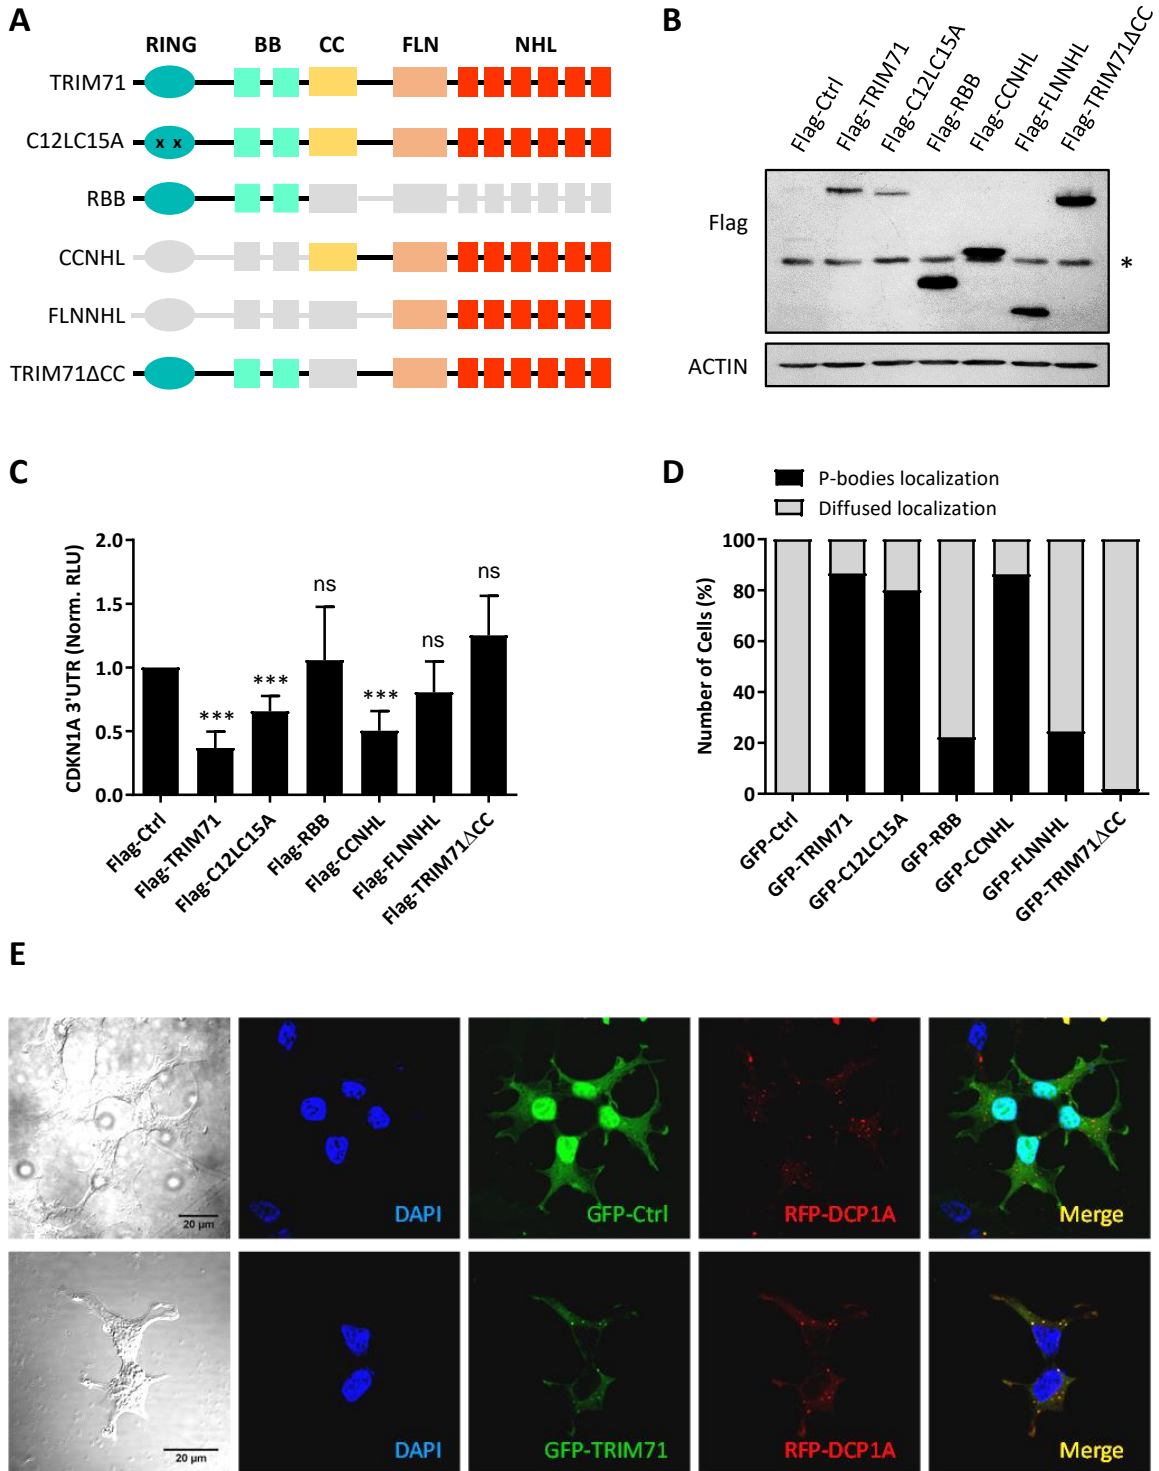 A
RING BB CC FLN NHL
TRIM71
C12LC15A
x x
RBB
CCNHL
FLNNHL
TRIM71ΔCC
B
Flag-Ctrl
Flag-TRIM71
Flag-C12LC15A
Flag-RBB
Flag-CCNHL
Flag-FLNNHL
Flag-TRIM71ΔCC
Flag
*
ACTIN
C
CDKN1A 3'UTR (Norm. RLU)
2.0
1.5
1.0
0.5
0.0
***
***
ns
***
ns
ns
Flag-Ctrl
Flag-TRIM71
Flag-C12LC15A
Flag-RBB
Flag-CCNHL
Flag-FLNNHL
Flag-TRIM71ΔCC
D
P-bodies localization
Diffused localization
Number of Cells (%)
100
80
60
40
20
0
GFP-Ctrl
GFP-TRIM71
GFP-C12LC15A
GFP-RBB
GFP-CCNHL
GFP-FLNNHL
GFP-TRIM71ΔCC
E
20 µm
DAPI
GFP-Ctrl
RFP-DCP1A
Merge
20 µm
DAPI
GFP-TRIM71
RFP-DCP1A
Merge